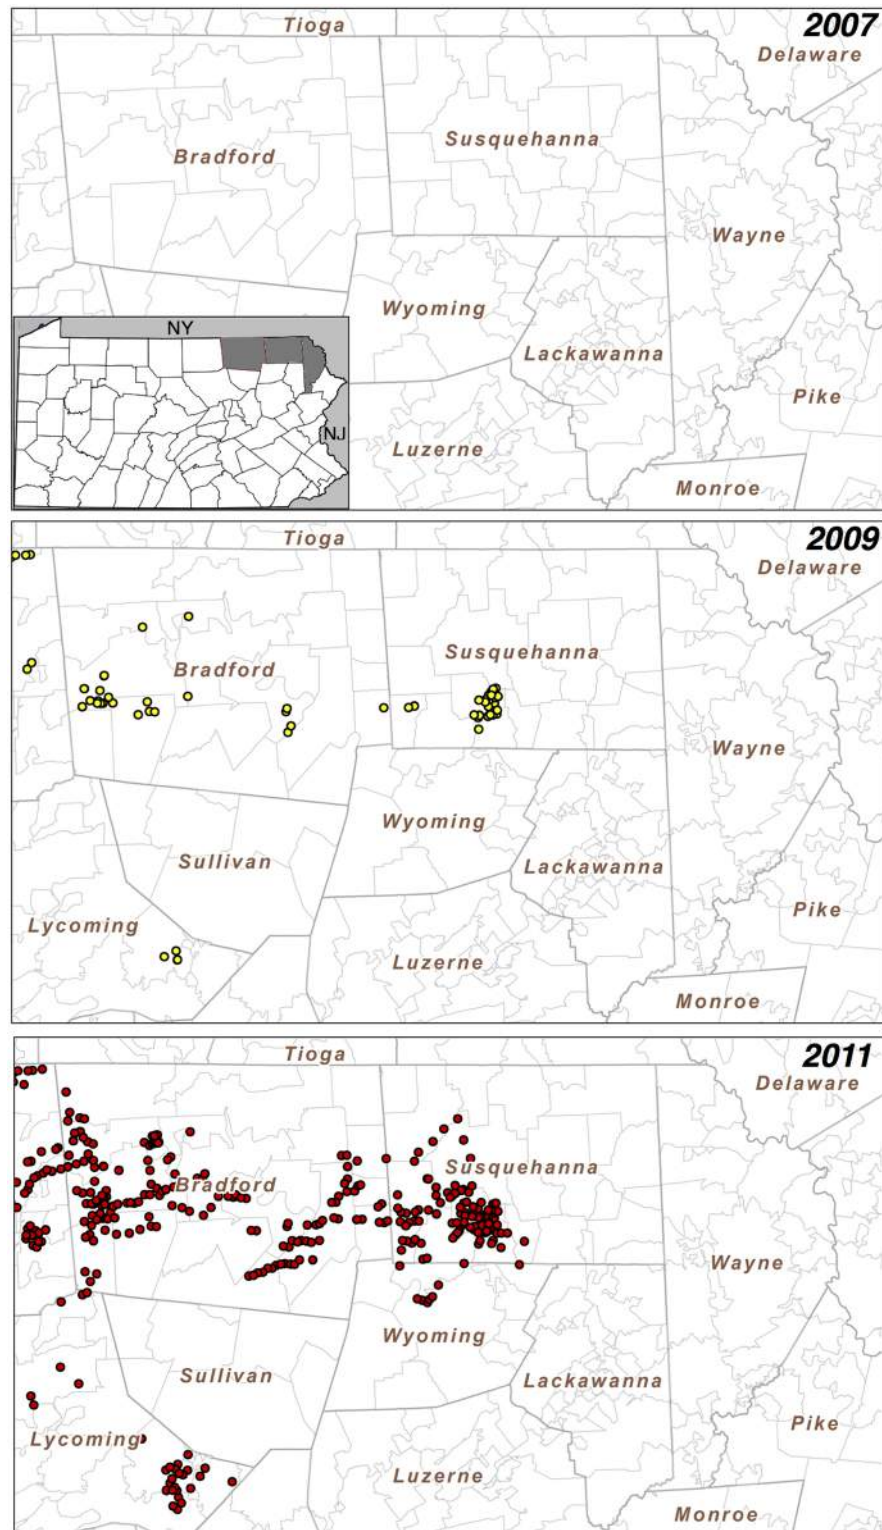 Tioga
2007
Delaware
Susquehanna
Bradford
Wayne
Wyoming
NY
Lackawanna
Pike
NJ
Luzerne
Monroe
Tioga
2009
Delaware
Susquehanna
Bradford
Wayne
Wyoming
Sullivan
Lackawanna
Pike
Lycoming
Luzerne
Monroe
Tioga
2011
Delaware
Susquehanna
Bradford
Wayne
Wyoming
Sullivan
Lackawanna
Pike
Lycoming
Luzerne
Monroe